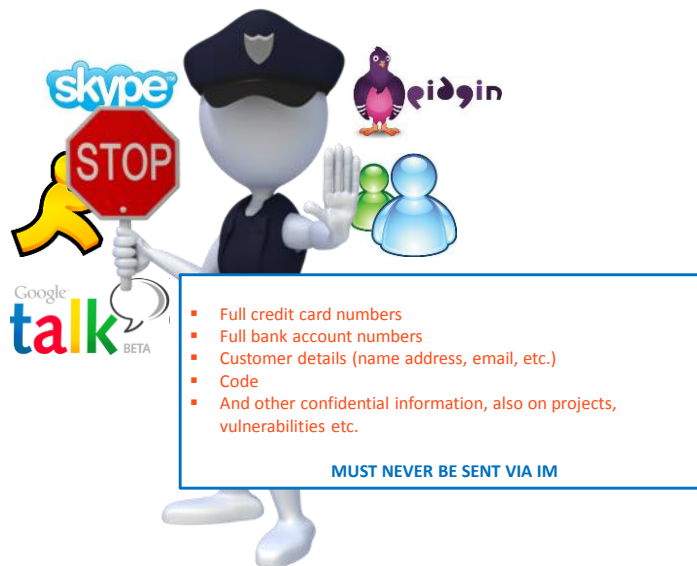 skype
pidgin
STOP
Google
talk BETA
▪ Full credit card numbers
▪ Full bank account numbers
▪ Customer details (name address, email, etc.)
▪ Code
▪ And other confidential information, also on projects,
vulnerabilities etc.
MUST NEVER BE SENT VIA IM